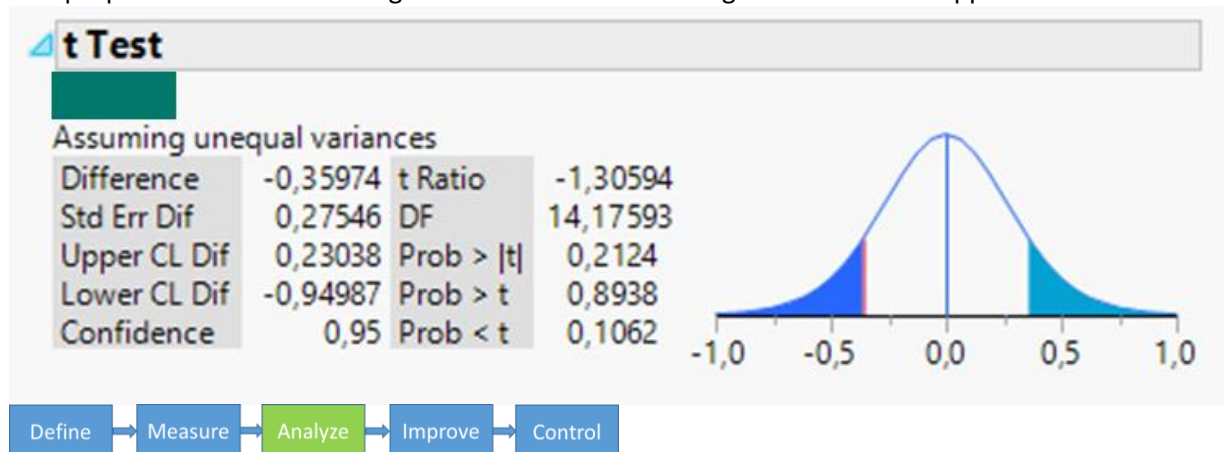 t Test
Assuming unequal variances
Difference -0,35974 t Ratio -1,30594
Std Err Dif 0,27546 DF 14,17593
Upper CL Dif 0,23038 Prob > |t| 0,2124
Lower CL Dif -0,94987 Prob > t 0,8938
Confidence 0,95 Prob < t 0,1062
-1,0 -0,5 0,0 0,5 1,0
Define Measure Analyze Improve Control